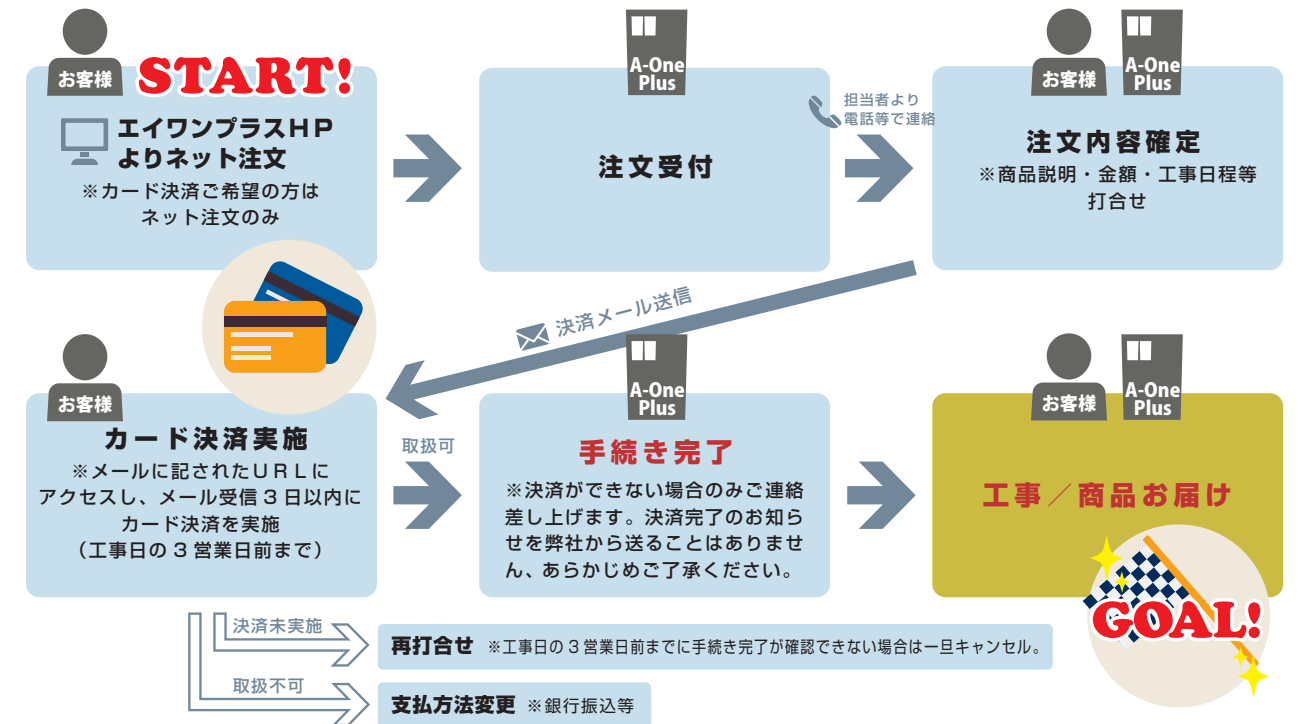 お客様
START!
エイワンプラスHP
よりネット注文
※カード決済ご希望の方は
ネット注文のみ
A-One
Plus
注文受付
担当者より
電話等で連絡
お客様
A-One
Plus
注文内容確定
※商品説明・金額・工事日程等
打合せ
決済メール送信
お客様
カード決済実施
※メールに記されたURLに
アクセスし、メール受信3日以内に
カード決済を実施
（工事日の3営業日前まで）
取扱可
A-One
Plus
手続き完了
※決済ができない場合のみご連絡
差し上げます。決済完了のお知ら
せを弊社から送ることはありませ
ん、あらかじめご了承ください。
お客様
A-One
Plus
工事／商品お届け
GOAL!
決済未実施
再打合せ ※工事日の3営業日前までに手続き完了が確認できない場合は一旦キャンセル。
取扱不可
支払方法変更 ※銀行振込等